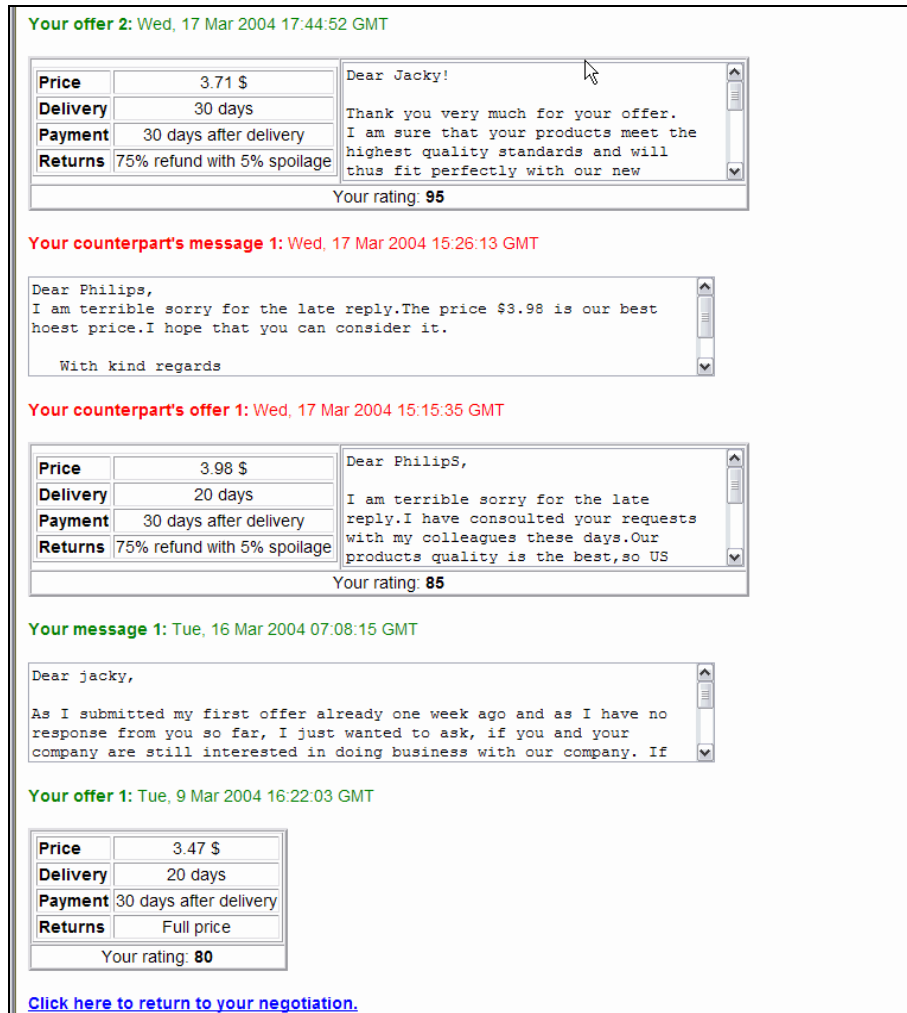 Your offer 2: Wed, 17 Mar 2004 17:44:52 GMT
Price 3.71 $
Delivery 30 days
Payment 30 days after delivery
Returns 75% refund with 5% spoilage
Dear Jacky!
Thank you very much for your offer.
I am sure that your products meet the
highest quality standards and will
thus fit perfectly with our new
Your rating: 95
Your counterpart's message 1: Wed, 17 Mar 2004 15:26:13 GMT
Dear Philips,
I am terrible sorry for the late reply.The price $3.98 is our best
hoest price.I hope that you can consider it.
With kind regards
Your counterpart's offer 1: Wed, 17 Mar 2004 15:15:35 GMT
Price 3.98 $
Delivery 20 days
Payment 30 days after delivery
Returns 75% refund with 5% spoilage
Dear PhilipS,
I am terrible sorry for the late
reply.I have consoulted your requests
with my colleagues these days.Our
products quality is the best,so US
Your rating: 85
Your message 1: Tue, 16 Mar 2004 07:08:15 GMT
Dear jacky,
As I submitted my first offer already one week ago and as I have no
response from you so far, I just wanted to ask, if you and your
company are still interested in doing business with our company. If
Your offer 1: Tue, 9 Mar 2004 16:22:03 GMT
Price 3.47 $
Delivery 20 days
Payment 30 days after delivery
Returns Full price
Your rating: 80
Click here to return to your negotiation.